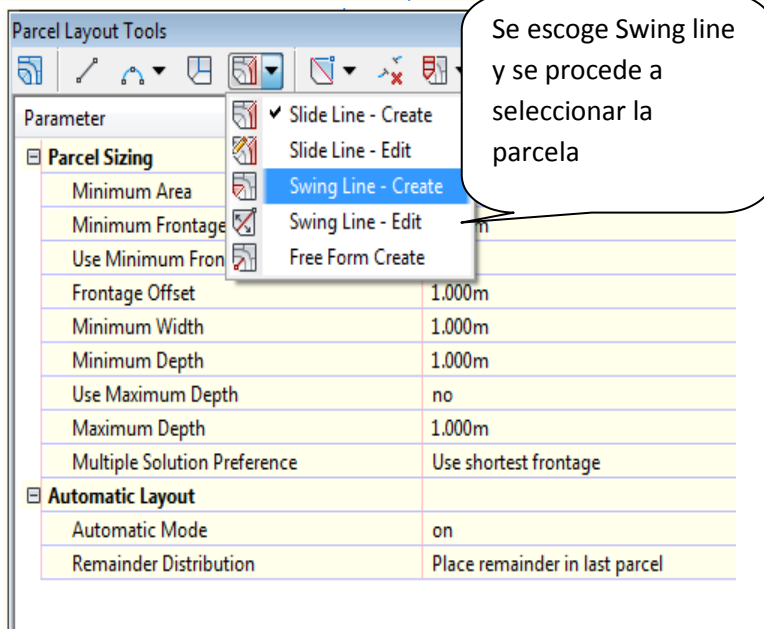 Parcel Layout Tools
Se escoge Swing line
y se procede a
seleccionar la
parcela
Parameter
Slide Line - Create
Slide Line - Edit
Swing Line - Create
Swing Line - Edit
Free Form Create
Parcel Sizing
Minimum Area
Minimum Frontage
Use Minimum Fron
Frontage Offset 1.000m
Minimum Width 1.000m
Minimum Depth 1.000m
Use Maximum Depth no
Maximum Depth 1.000m
Multiple Solution Preference Use shortest frontage
Automatic Layout
Automatic Mode on
Remainder Distribution Place remainder in last parcel